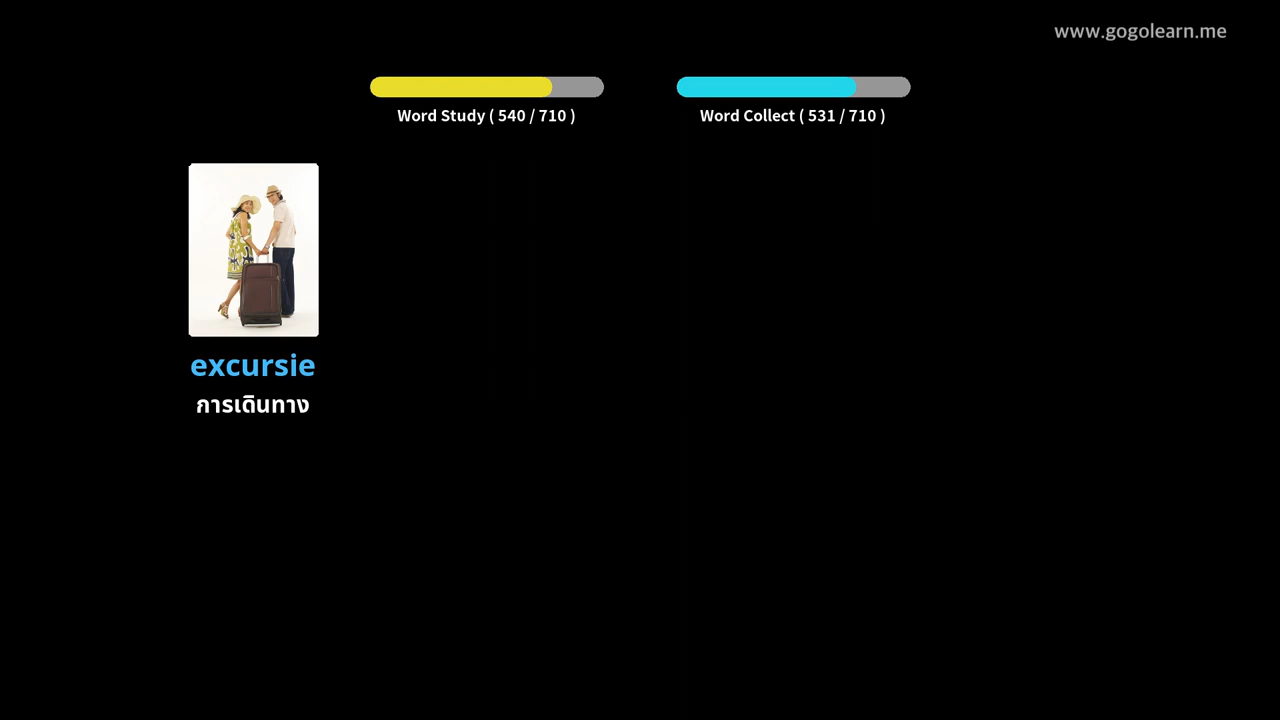 www.gogolearn.me
Word Study ( 540 / 710 )
Word Collect ( 531 / 710 )
excursie
การเดินทาง